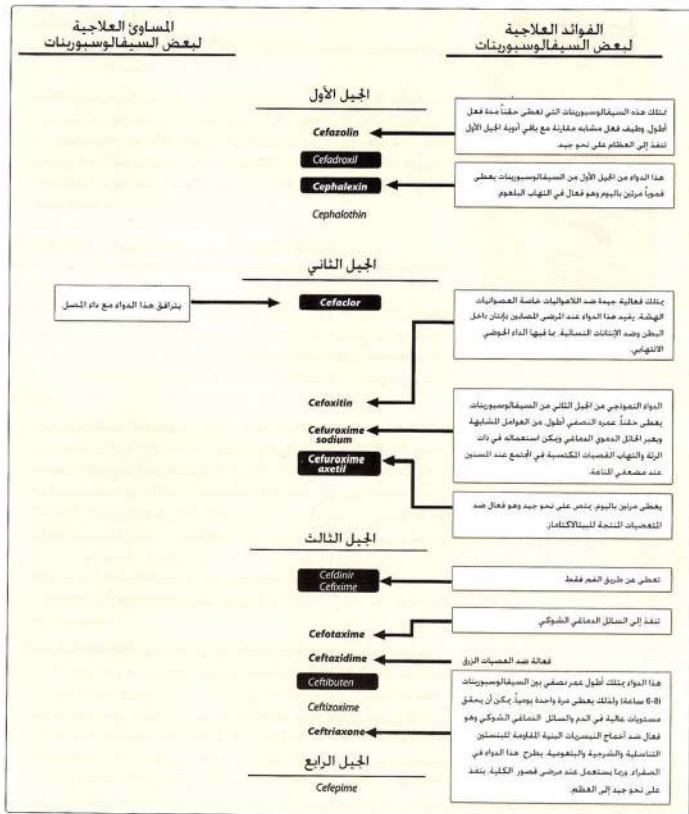 الفوائد العلاجية
لبعض السيفالوسبورينات
المساوئ العلاجية
لبعض السيفالوسبورينات
الجيل الأول
يمتلك هذه السيفالوسبورينات التي تعطى حقناً مدة فعل
أطول، وطيف فعل مشابه مقارنة مع باقي أدوية الجيل الأول
تنفذ إلى العظام على نحو جيد.
Cefazolin
Cefadroxil
هذا الدواء من الجيل الأول من السيفالوسبورينات يعطى
فموياً مرتين باليوم وهو فعال في التهاب البلعوم.
Cephalexin
Cephalothin
الجيل الثاني
Cefaclor
يترافق هذا الدواء مع داء المصل
يمتلك فعالية جيدة ضد اللاهوائيات خاصة العصوانيات
الهشة. يفيد هذا الدواء عند المرضى المصابين بإنتان داخل
البطن وضد الإنتانات النسائية، بما فيها الداء الحوضي
الالتهابي.
Cefoxitin
الدواء النموذجي من الجيل الثاني من السيفالوسبورينات.
يعطى حقناً، عمره النصفي أطول، من العوامل المشابهة
ويعبر الحائل الدموي الدماغي ويمكن استعماله في ذات
الرئة والتهاب القصبات المكتسبة في المجتمع عند المسنين
عند مضعفي المناعة.
Cefuroxime
sodium
Cefuroxime
axetil
يعطى مرتين باليوم، يمتص على نحو جيد وهو فعال ضد
المتعضيات المنتجة للبيتالاكتاماز.
الجيل الثالث
Cefdinir
Cefixime
تعطى عن طريق الفم فقط
Cefotaxime
تنفذ إلى السائل الدماغي الشوكي
Ceftazidime
فعالة ضد العصيات الزرق
Ceftibuten
Ceftizoxime
Ceftriaxone
هذا الدواء يمتلك أطول عمر نصفي بين السيفالوسبورينات
(6-8 ساعة) ولذلك يعطى مرة واحدة يومياً، يمكن أن يحقق
مستويات عالية في الدم والسائل الدماغي الشوكي وهو
فعال ضد أخماج النيسريات البنية المقاومة للبنسلين
التناسلية والشرجية والبلعومية. يطرح هذا الدواء في
الصفراء، وربما يستعمل عند مرضى قصور الكلية. ينفذ
على نحو جيد إلى العظم.
الجيل الرابع
Cefepime